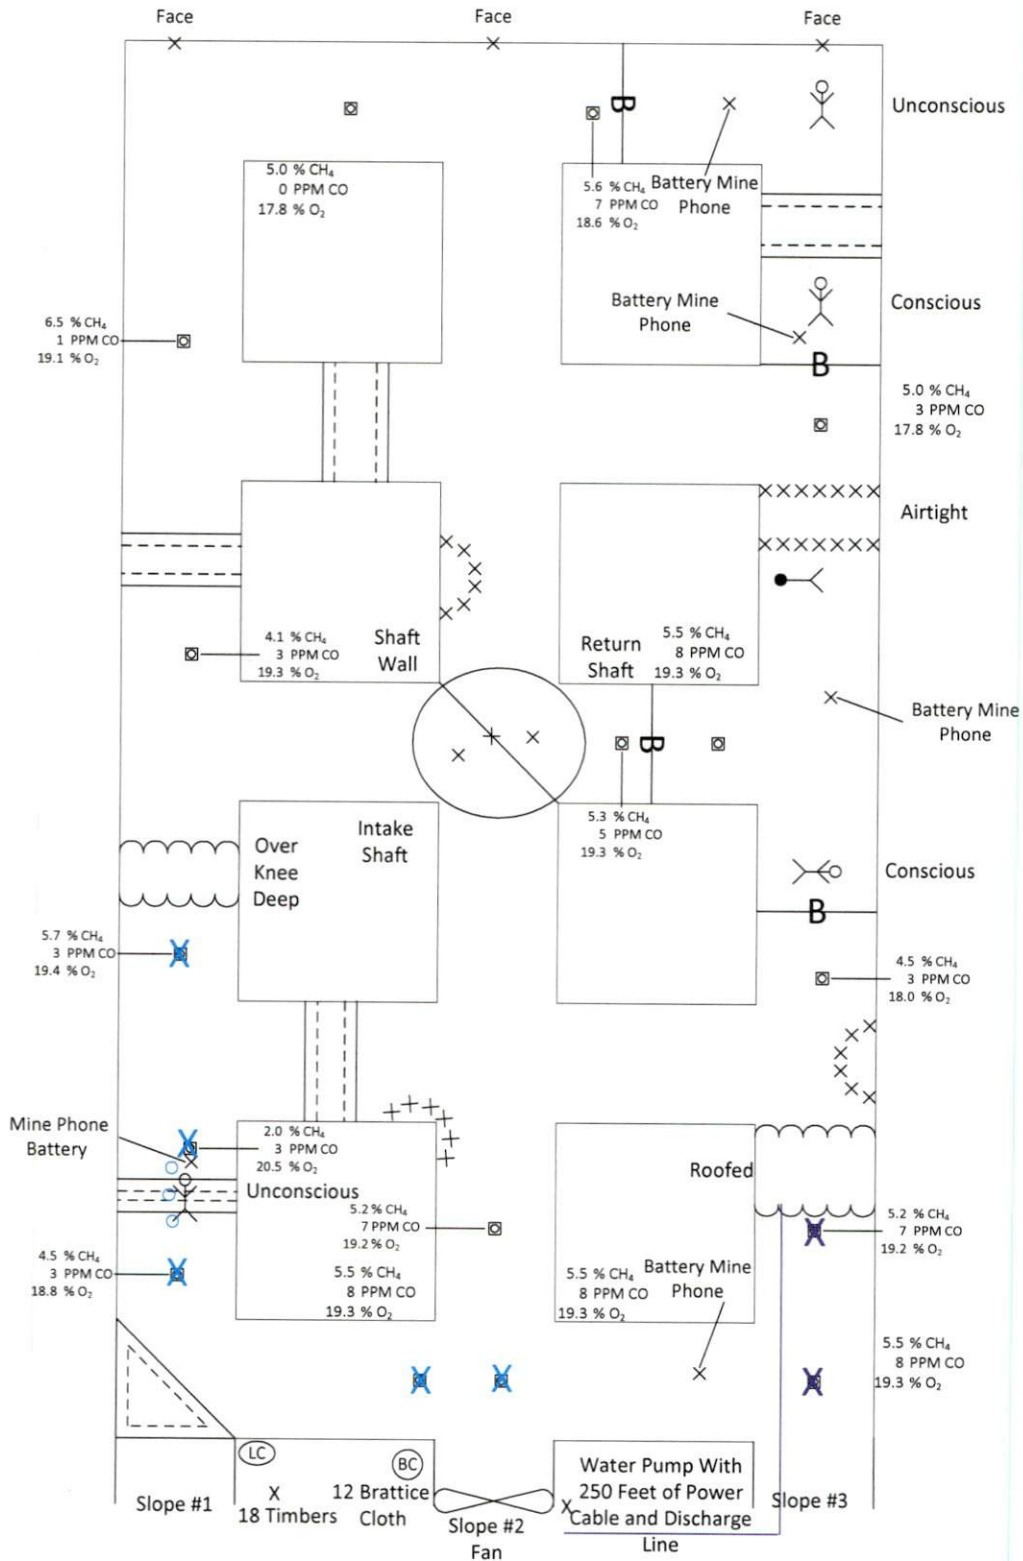 Face
Face
Face
Unconscious
5.0 % CH₄
0 PPM CO
17.8 % O₂
B
5.6 % CH₄
7 PPM CO
18.6 % O₂
Battery Mine
Phone
Battery Mine
Phone
Conscious
6.5 % CH₄
1 PPM CO
19.1 % O₂
B
5.0 % CH₄
3 PPM CO
17.8 % O₂
Airtight
4.1 % CH₄
3 PPM CO
19.3 % O₂
Shaft
Wall
Return
Shaft
5.5 % CH₄
8 PPM CO
19.3 % O₂
Battery Mine
Phone
B
5.3 % CH₄
5 PPM CO
19.3 % O₂
Over
Knee
Deep
Intake
Shaft
Conscious
B
5.7 % CH₄
3 PPM CO
19.4 % O₂
4.5 % CH₄
3 PPM CO
18.0 % O₂
Mine Phone
Battery
2.0 % CH₄
3 PPM CO
20.5 % O₂
Unconscious
Roofed
5.2 % CH₄
7 PPM CO
19.2 % O₂
5.2 % CH₄
7 PPM CO
19.2 % O₂
4.5 % CH₄
3 PPM CO
18.8 % O₂
5.5 % CH₄
8 PPM CO
19.3 % O₂
5.5 % CH₄
8 PPM CO
19.3 % O₂
Battery Mine
Phone
5.5 % CH₄
8 PPM CO
19.3 % O₂
LC
BC
Slope #1
X
18 Timbers
12 Brattice
Cloth
Slope #2
Fan
Water Pump With
250 Feet of Power
Cable and Discharge
Line
Slope #3